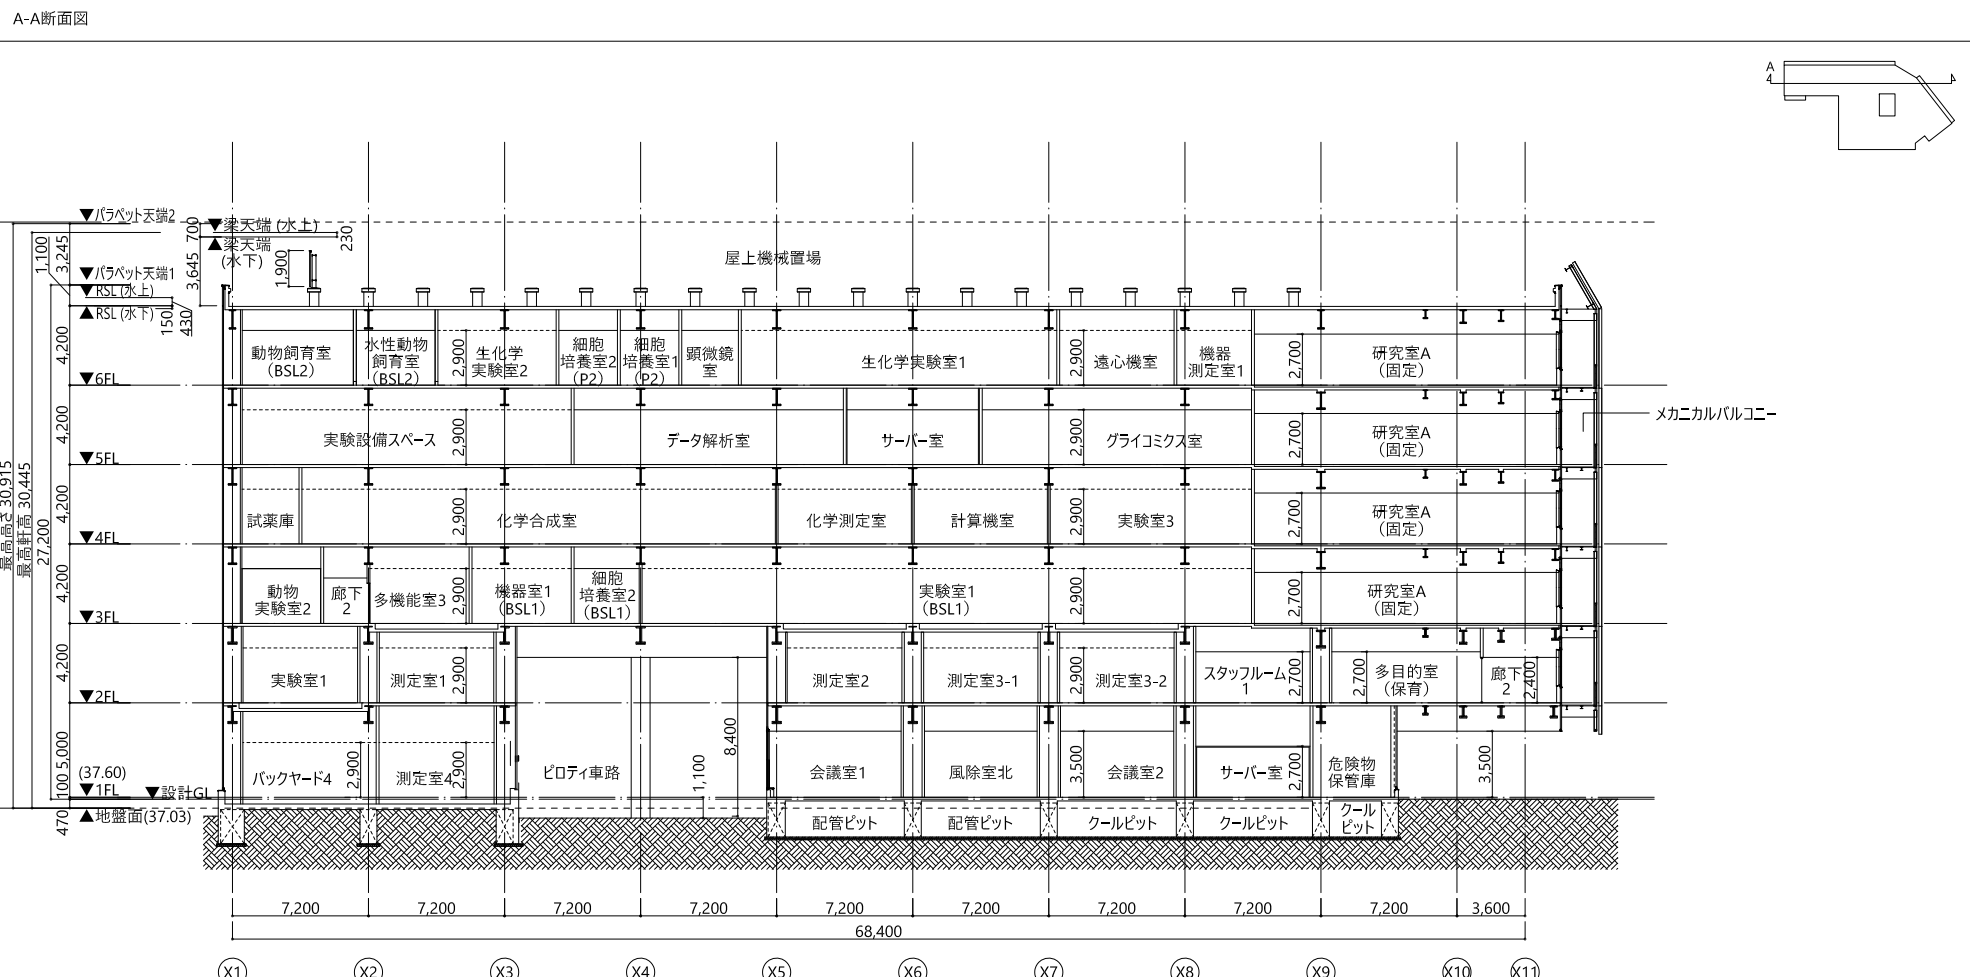 A-A断面図
A
▼パラペット天端2
▼梁天端 (水上)
▲梁天端
(水下)
700
230
1,100
3,245
3,645
1,900
屋上機械置場
▼パラペット天端1
▼RSL (水上)
▲RSL (水下)
150
430
4,200
動物飼育室
(BSL2)
水性動物
飼育室
(BSL2)
2,900
生化学
実験室2
細胞
培養室2
(P2)
細胞
培養室1
(P2)
顕微鏡
室
生化学実験室1
2,900
遠心機室
機器
測定室1
2,700
研究室A
(固定)
▼6FL
4,200
実験設備スペース
2,900
データ解析室
サーバー室
2,900
グライコミクス室
2,700
研究室A
(固定)
メカニカルバルコニー
▼5FL
最高高さ 30,915
最高軒高 30,445
27,200
4,200
試薬庫
2,900
化学合成室
化学測定室
計算機室
2,900
実験室3
2,700
研究室A
(固定)
▼4FL
4,200
動物
実験室2
廊下
2
多機能室3
2,900
機器室1
(BSL1)
細胞
培養室2
(BSL1)
実験室1
(BSL1)
2,900
2,700
研究室A
(固定)
▼3FL
4,200
実験室1
測定室1
2,900
測定室2
測定室3-1
2,900
測定室3-2
スタッフルーム
1
2,700
2,700
多目的室
(保育)
廊下
2
2,400
▼2FL
5,000
バックヤード4
2,900
測定室4
2,900
ピロティ車路
1,100
8,400
会議室1
風除室北
3,500
会議室2
サーバー室
2,700
危険物
保管庫
3,500
(37.60)
▼1FL
▼設計GL
100
▲地盤面(37.03)
470
配管ピット
配管ピット
クールピット
クールピット
クール
ピット
7,200
7,200
7,200
7,200
7,200
7,200
7,200
7,200
7,200
3,600
68,400
X1
X2
X3
X4
X5
X6
X7
X8
X9
X10
X11